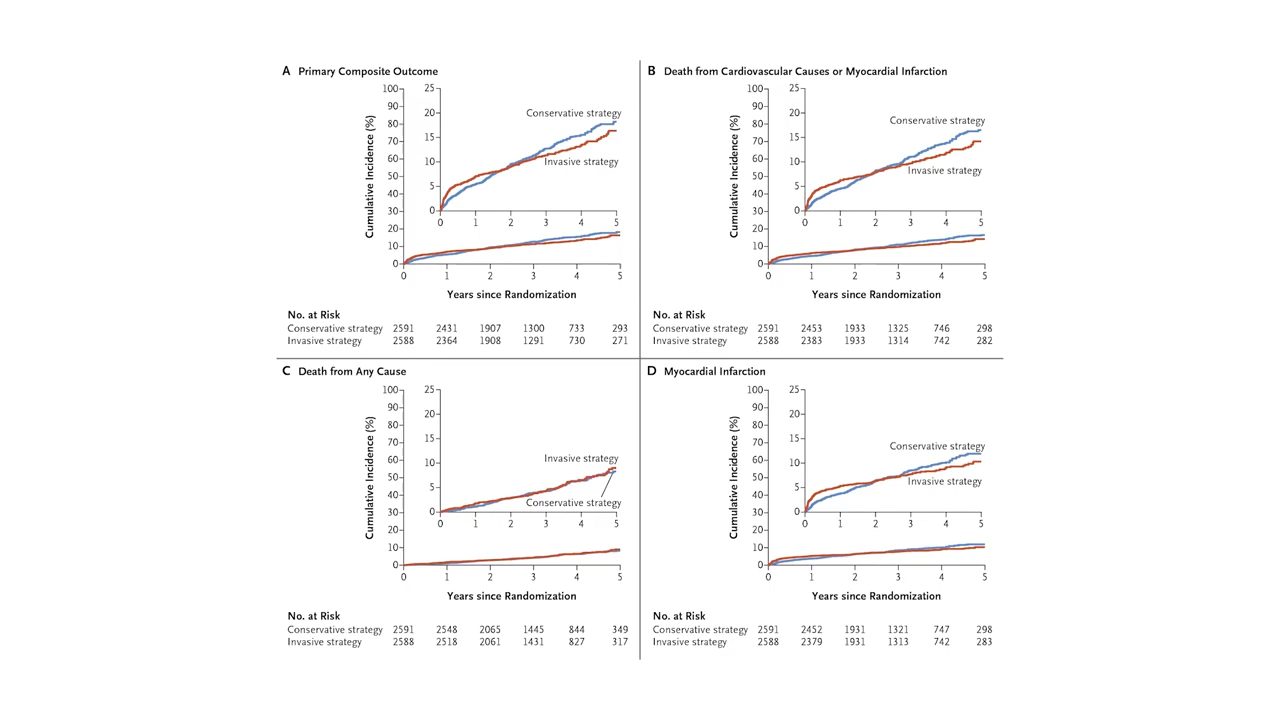 A Primary Composite Outcome
Cumulative Incidence (%)
100
90
80
70
60
50
40
30
20
10
0
25
20
15
10
5
0
Conservative strategy
Invasive strategy
0 1 2 3 4 5
0 1 2 3 4 5
Years since Randomization
No. at Risk
Conservative strategy 2591 2431 1907 1300 733 293
Invasive strategy 2588 2364 1908 1291 730 271
B Death from Cardiovascular Causes or Myocardial Infarction
Cumulative Incidence (%)
100
90
80
70
60
50
40
30
20
10
0
25
20
15
10
5
0
Conservative strategy
Invasive strategy
0 1 2 3 4 5
0 1 2 3 4 5
Years since Randomization
No. at Risk
Conservative strategy 2591 2453 1933 1325 746 298
Invasive strategy 2588 2383 1933 1314 742 282
C Death from Any Cause
Cumulative Incidence (%)
100
90
80
70
60
50
40
30
20
10
0
25
20
15
10
5
0
Invasive strategy
Conservative strategy
0 1 2 3 4 5
0 1 2 3 4 5
Years since Randomization
No. at Risk
Conservative strategy 2591 2548 2065 1445 844 349
Invasive strategy 2588 2518 2061 1431 827 317
D Myocardial Infarction
Cumulative Incidence (%)
100
90
80
70
60
50
40
30
20
10
0
25
20
15
10
5
0
Conservative strategy
Invasive strategy
0 1 2 3 4 5
0 1 2 3 4 5
Years since Randomization
No. at Risk
Conservative strategy 2591 2452 1931 1321 747 298
Invasive strategy 2588 2379 1931 1313 742 283